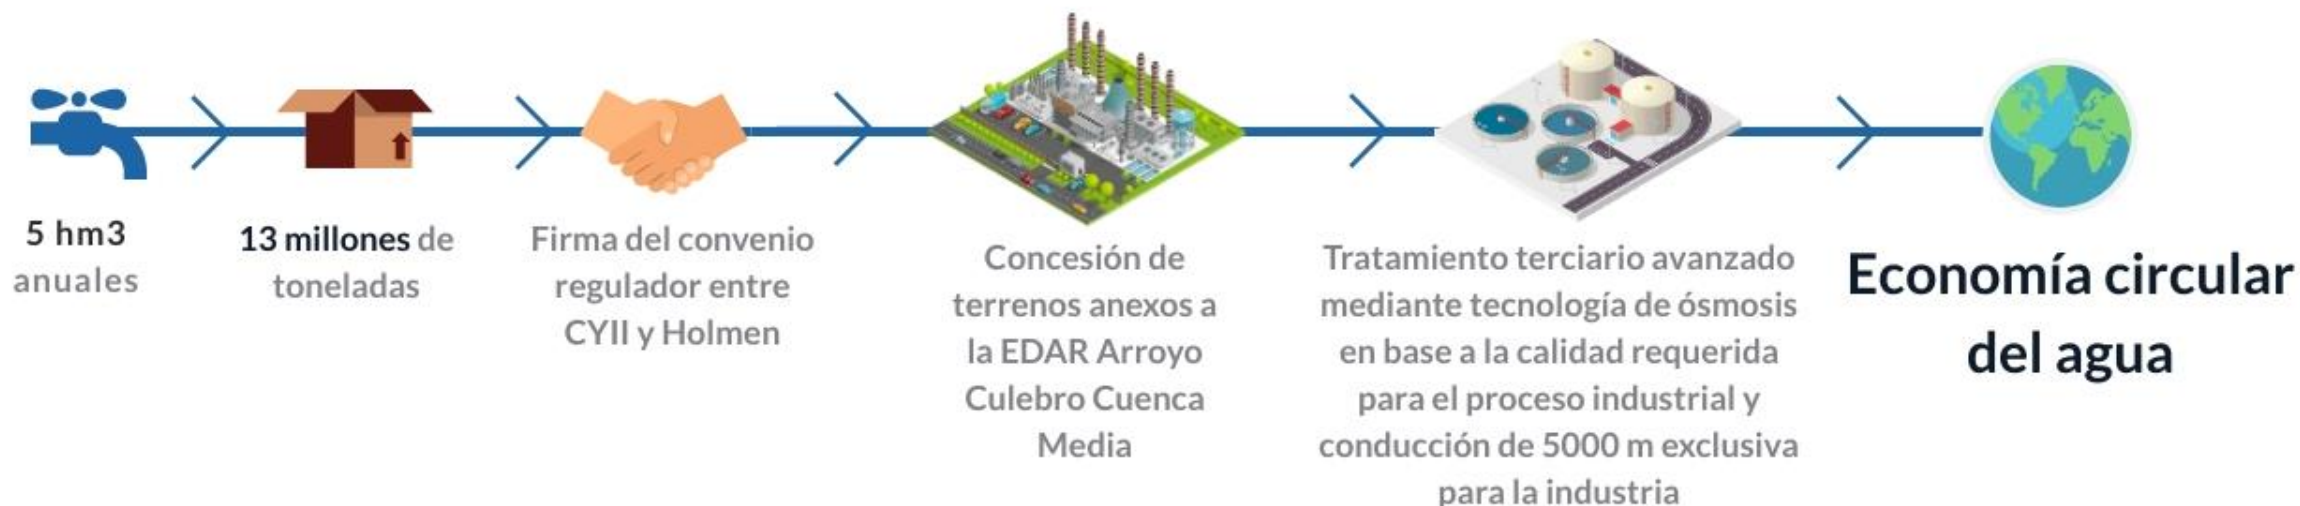 5 hm3
anuales
13 millones de
toneladas
Firma del convenio
regulador entre
CYII y Holmen
Concesión de
terrenos anexos a
la EDAR Arroyo
Culebro Cuenca
Media
Tratamiento terciario avanzado
mediante tecnología de ósmosis
en base a la calidad requerida
para el proceso industrial y
conducción de 5000 m exclusiva
para la industria
Economía circular
del agua